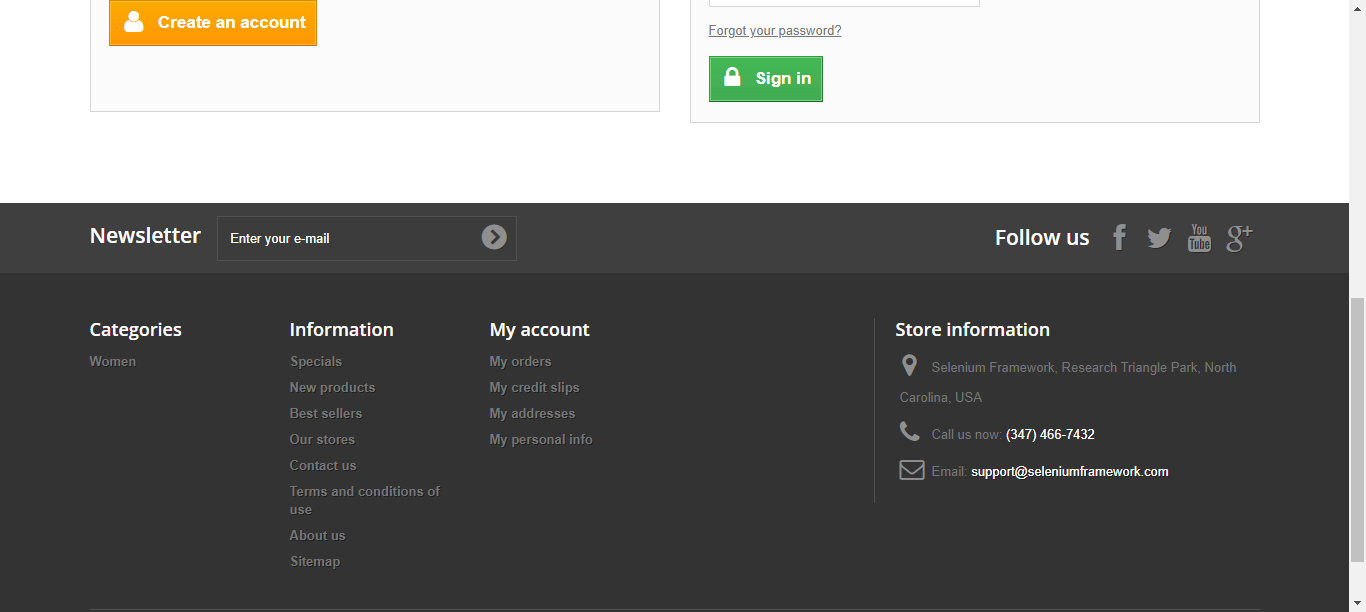 Create an account
Forgot your password?
Sign in
Newsletter
Enter your e-mail
Follow us
You
Tube
g+
Categories
Women
Information
Specials
New products
Best sellers
Our stores
Contact us
Terms and conditions of
use
About us
Sitemap
My account
My orders
My credit slips
My addresses
My personal info
Store information
Selenium Framework, Research Triangle Park, North
Carolina, USA
Call us now: (347) 466-7432
Email: support@seleniumframework.com